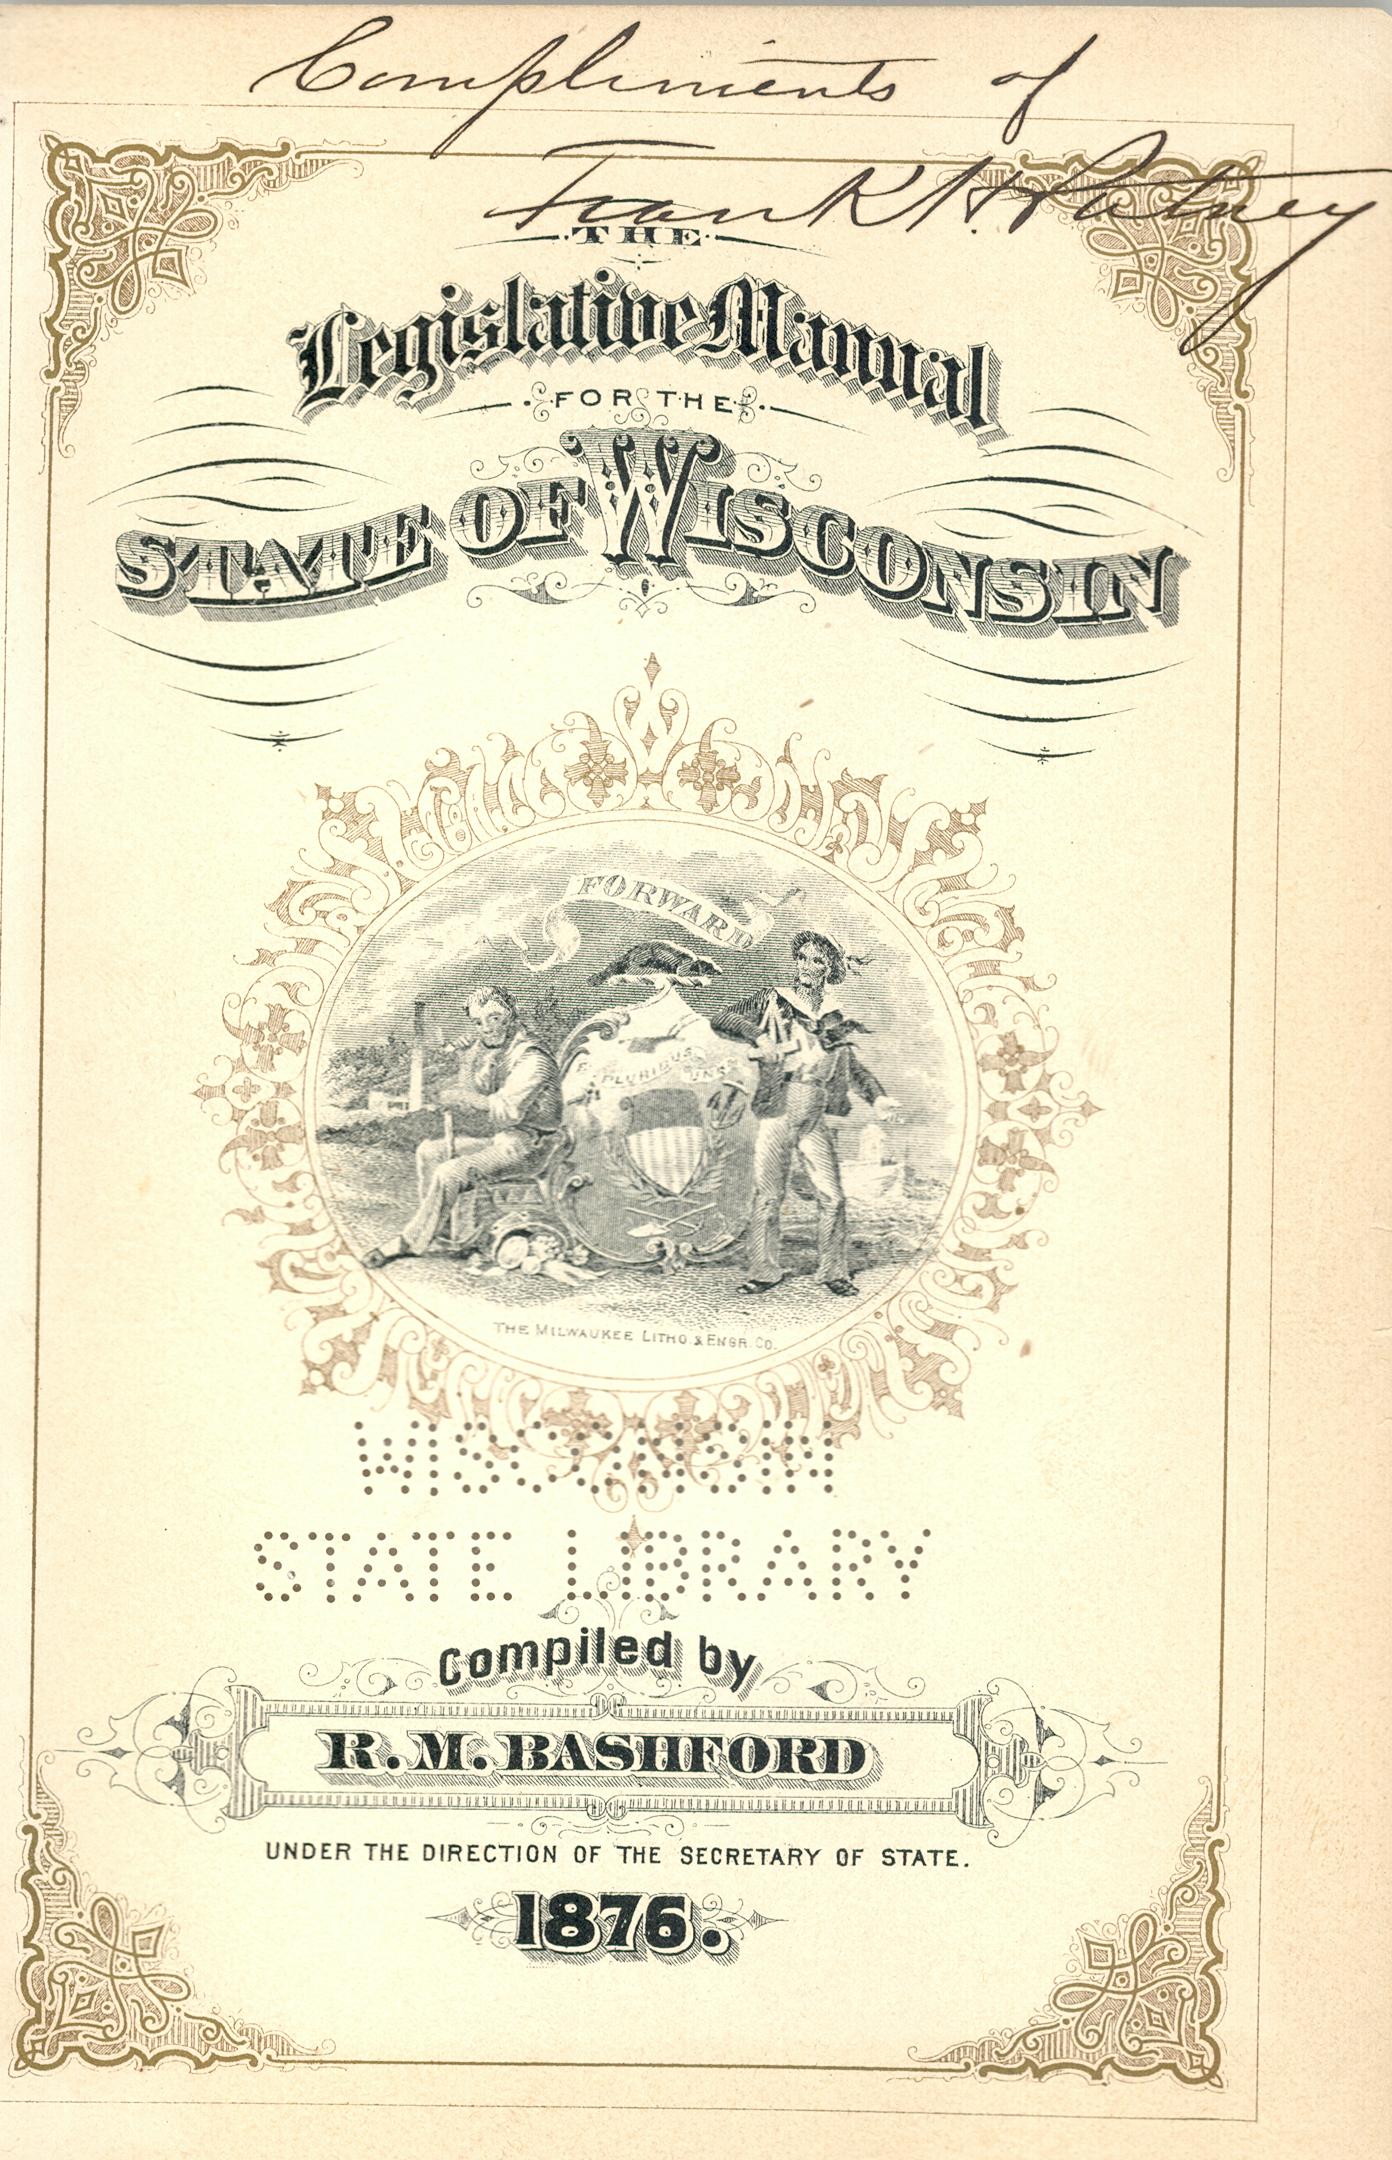 Compliments of
Frank H. Putney
THE
Legislative Manual
FOR THE
STATE OF WISCONSIN
FORWARD
E PLURIBUS UNUM
THE MILWAUKEE LITHO. & ENGR. CO.
WISCONSIN
STATE LIBRARY
Compiled by
R. M. BASHFORD
UNDER THE DIRECTION OF THE SECRETARY OF STATE.
1876.